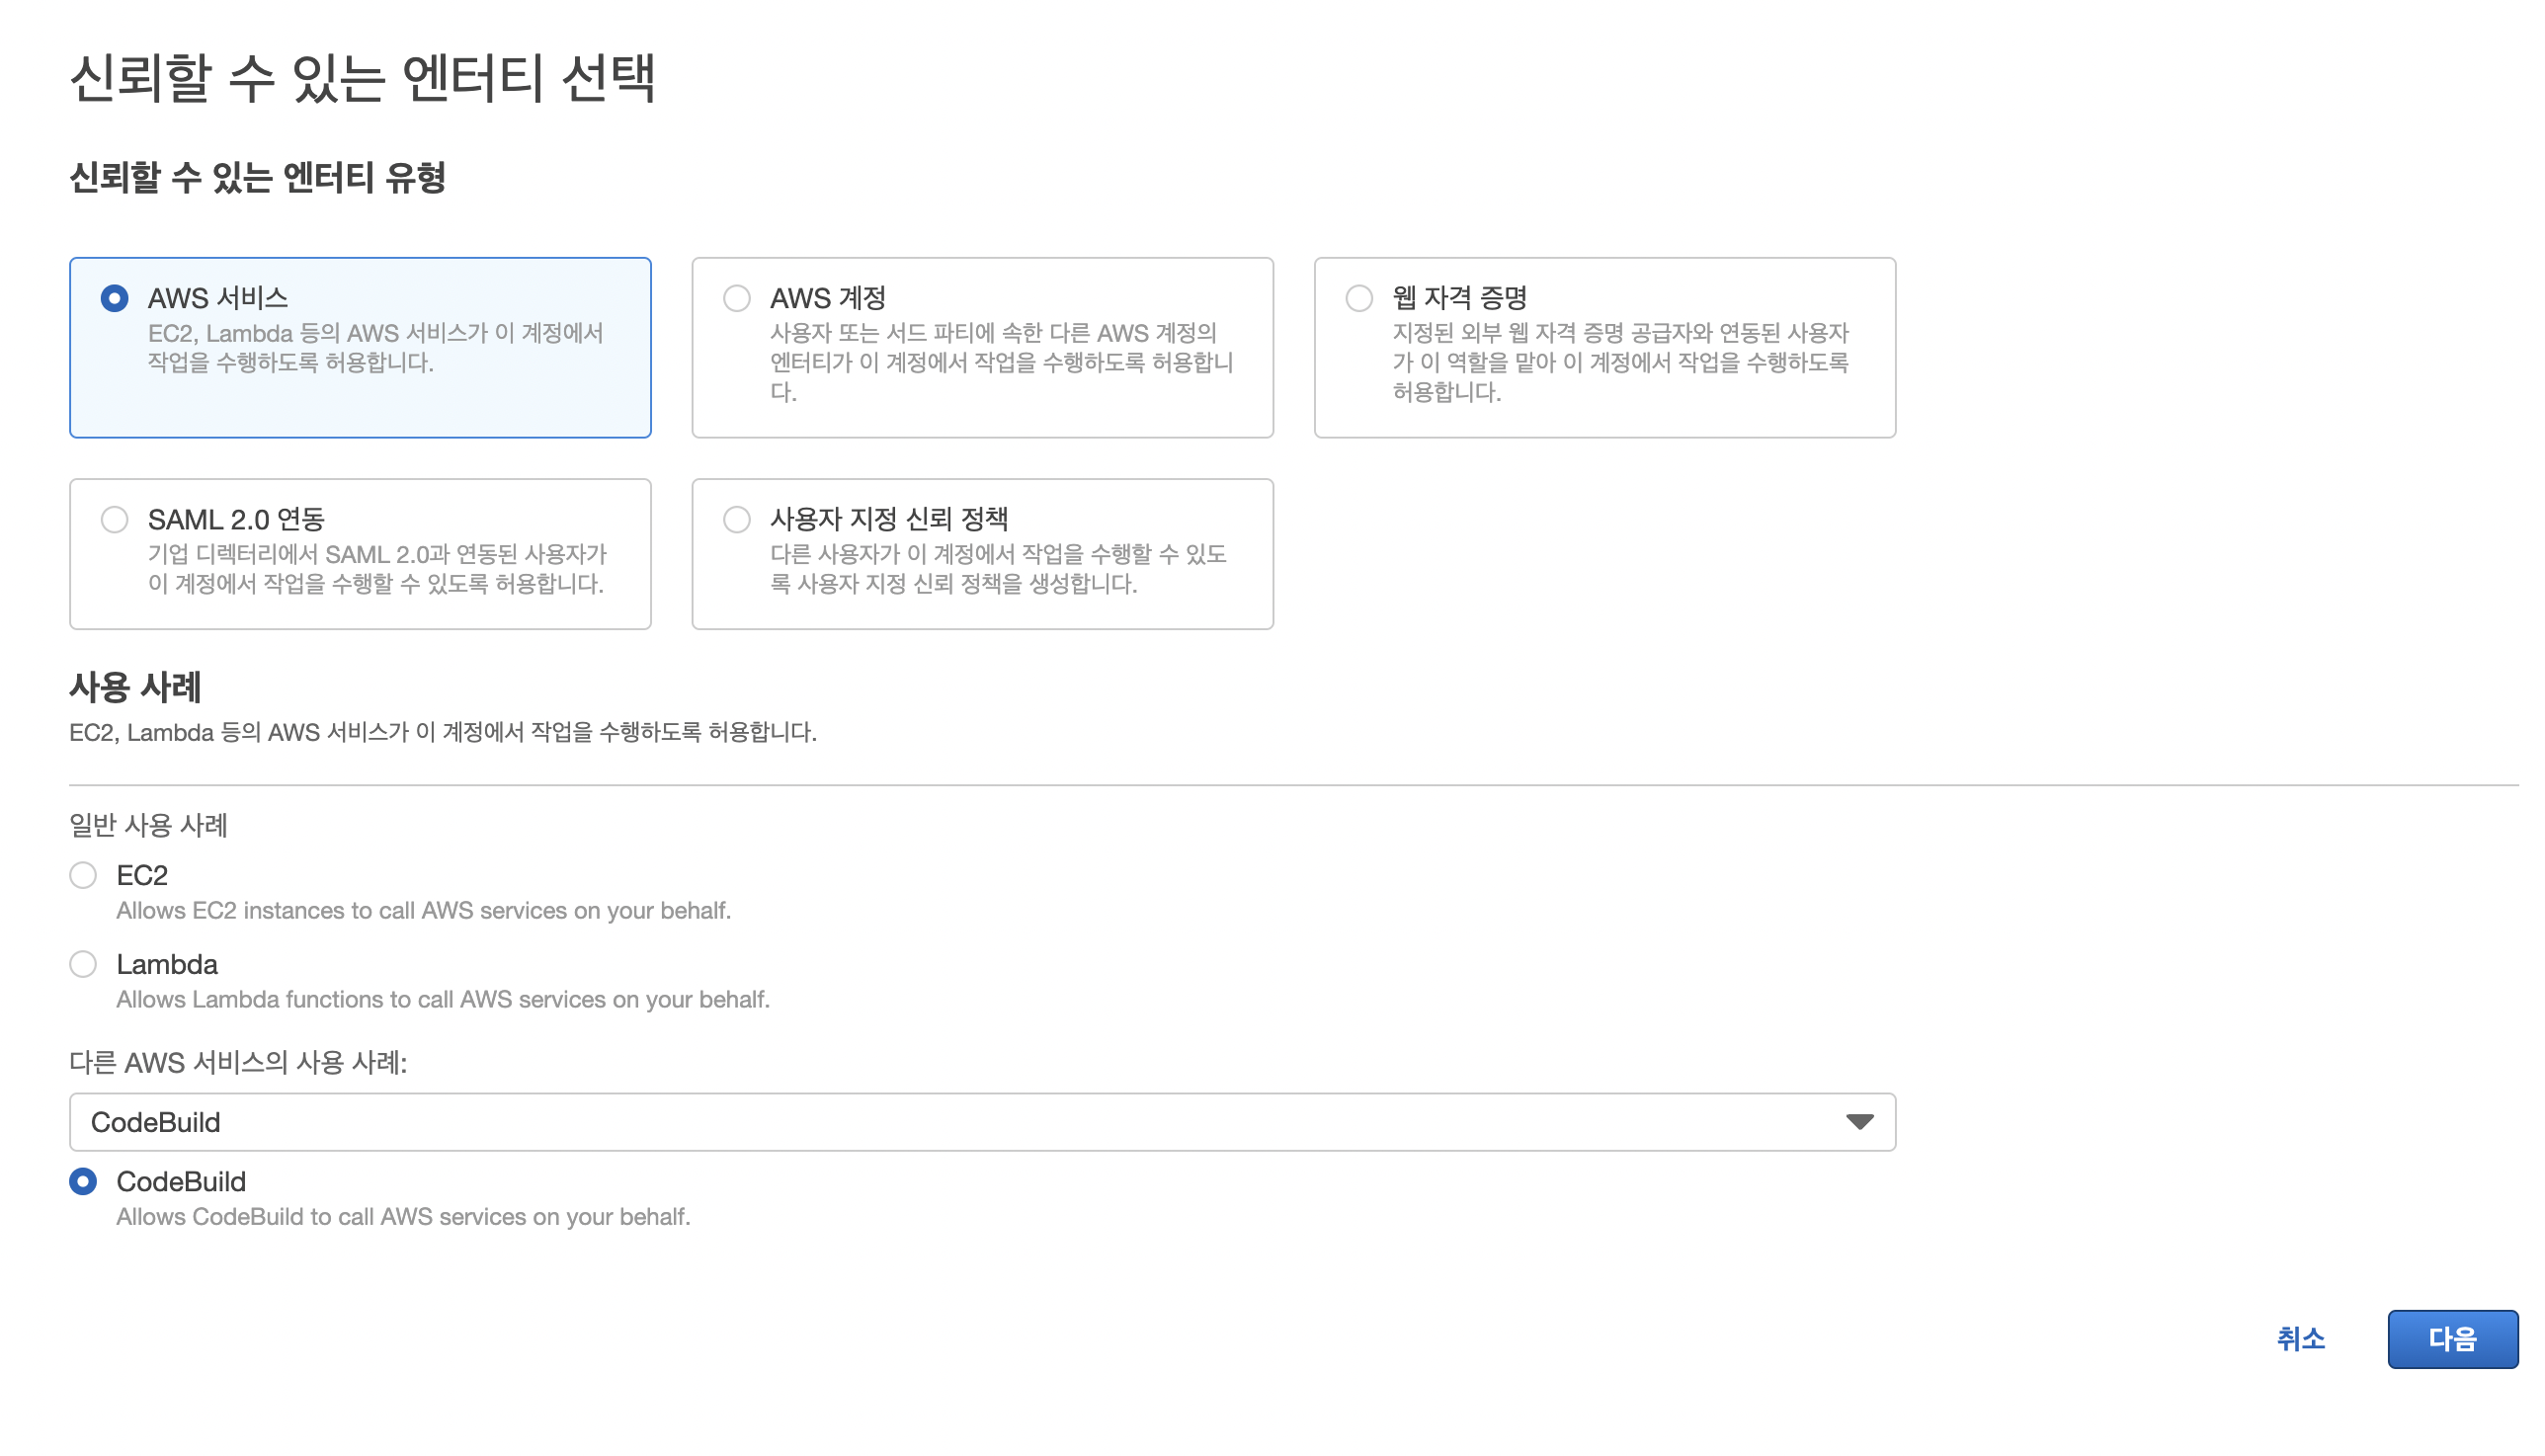 신뢰할 수 있는 엔터티 선택
신뢰할 수 있는 엔터티 유형
AWS 서비스
EC2, Lambda 등의 AWS 서비스가 이 계정에서
작업을 수행하도록 허용합니다.
AWS 계정
사용자 또는 서드 파티에 속한 다른 AWS 계정의
엔터티가 이 계정에서 작업을 수행하도록 허용합니
다.
웹 자격 증명
지정된 외부 웹 자격 증명 공급자와 연동된 사용자
가 이 역할을 맡아 이 계정에서 작업을 수행하도록
허용합니다.
SAML 2.0 연동
기업 디렉터리에서 SAML 2.0과 연동된 사용자가
이 계정에서 작업을 수행할 수 있도록 허용합니다.
사용자 지정 신뢰 정책
다른 사용자가 이 계정에서 작업을 수행할 수 있도
록 사용자 지정 신뢰 정책을 생성합니다.
사용 사례
EC2, Lambda 등의 AWS 서비스가 이 계정에서 작업을 수행하도록 허용합니다.
일반 사용 사례
EC2
Allows EC2 instances to call AWS services on your behalf.
Lambda
Allows Lambda functions to call AWS services on your behalf.
다른 AWS 서비스의 사용 사례:
CodeBuild
CodeBuild
Allows CodeBuild to call AWS services on your behalf.
취소
다음